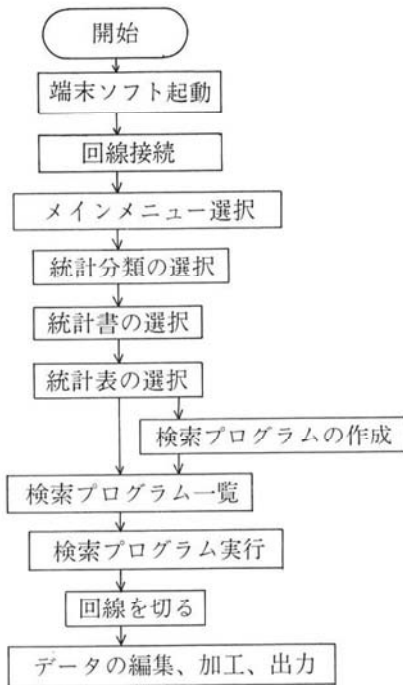 開始
端末ソフト起動
回線接続
メインメニュー選択
統計分類の選択
統計書の選択
統計表の選択
検索プログラムの作成
検索プログラム一覧
検索プログラム実行
回線を切る
データの編集、加工、出力